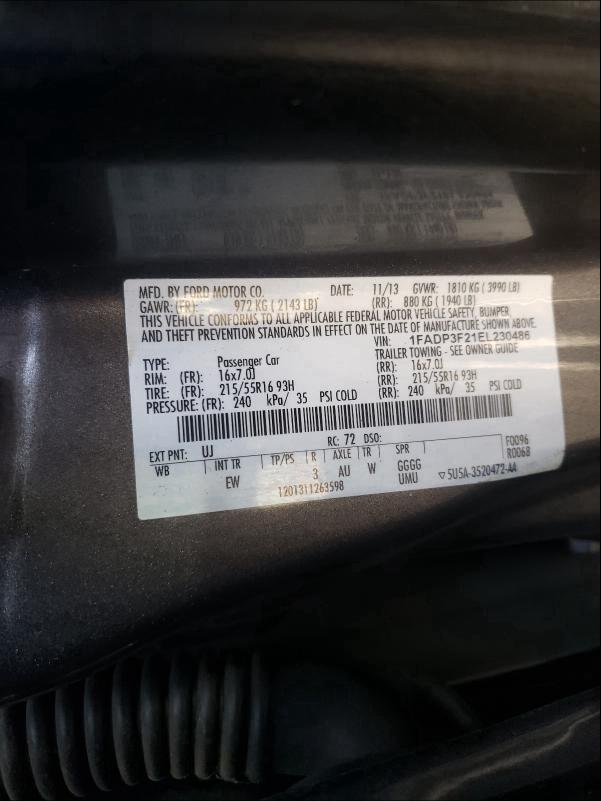 MFD. BY FORD MOTOR CO. DATE: 11/13 GVWR: 1810 KG ( 3990 LB)
GAWR: (FR): 972 KG ( 2143 LB) (RR): 880 KG ( 1940 LB)
THIS VEHICLE CONFORMS TO ALL APPLICABLE FEDERAL MOTOR VEHICLE SAFETY, BUMPER,
AND THEFT PREVENTION STANDARDS IN EFFECT ON THE DATE OF MANUFACTURE SHOWN ABOVE.
VIN: 1FADP3F21EL230486
TYPE: Passenger Car TRAILER TOWING - SEE OWNER GUIDE
RIM: (FR): 16x7.0J (RR): 16x7.0J
TIRE: (FR): 215/55R16 93H (RR): 215/55R16 93H
PRESSURE: (FR): 240 kPa/ 35 PSI COLD (RR): 240 kPa/ 35 PSI COLD
EXT PNT: UJ RC: 72 DSO: F0096
WB INT TR TP/PS R AXLE TR SPR R0068
EW 3 AU W GGGG
UMU
1201311263598 ▽5U5A-3520472-AA